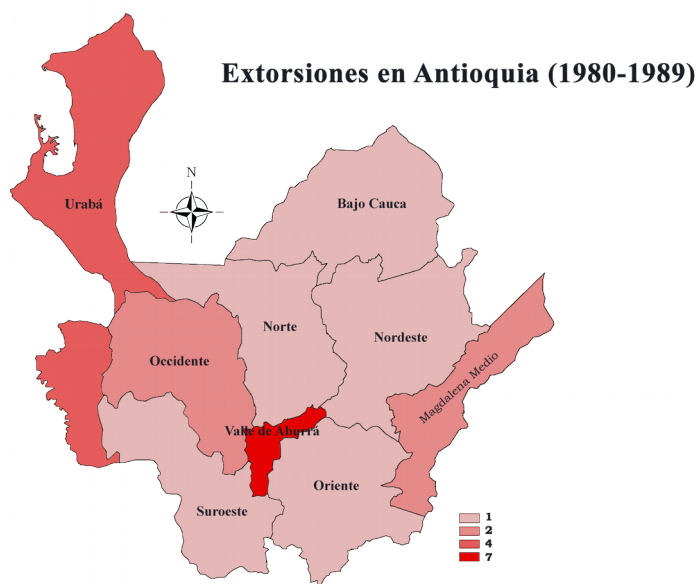 Extorsiones en Antioquia (1980-1989)
N
Urabá
Bajo Cauca
Norte
Nordeste
Occidente
Magdalena Medio
Valle de Aburrá
Oriente
Suroeste
1
2
4
7